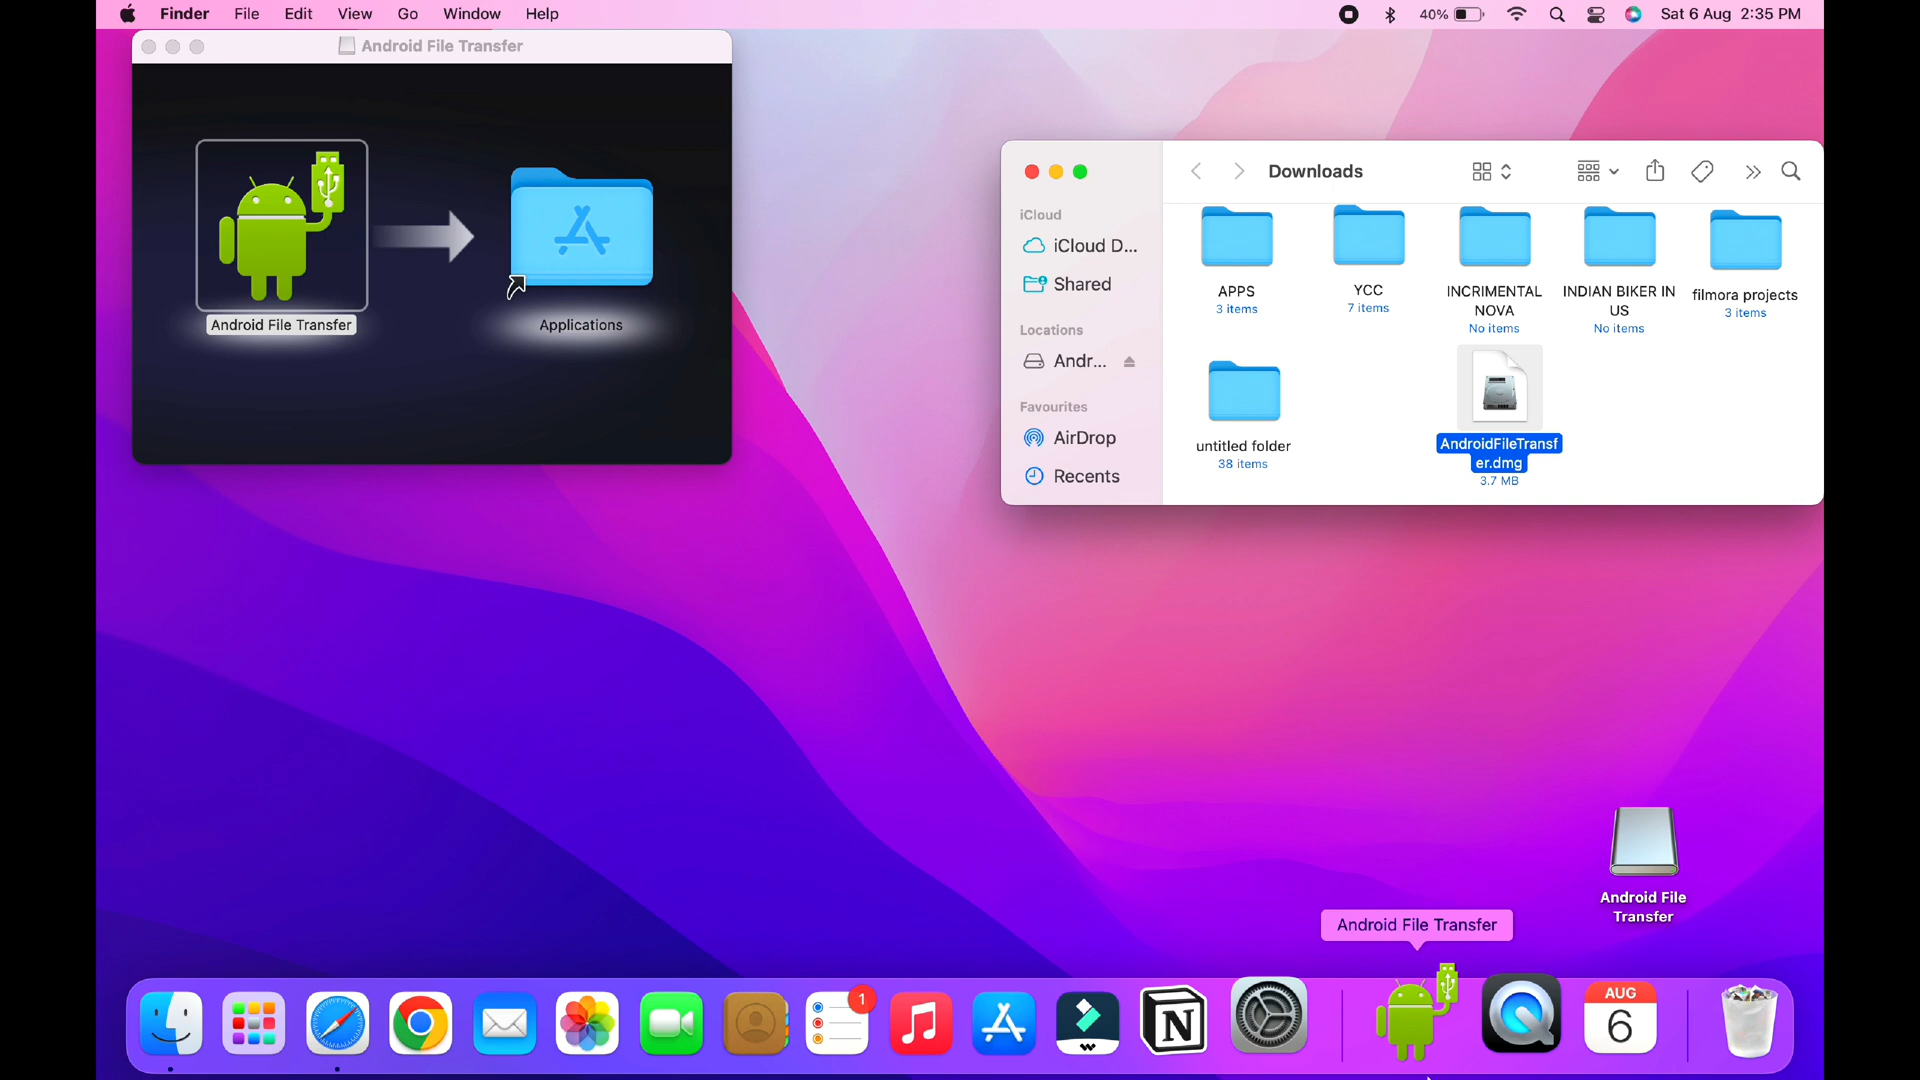 Finder File Edit View Go Window Help 40% Sat 6 Aug 2:35 PM
Android File Transfer
Android File Transfer
Applications
Downloads
iCloud
iCloud D...
Shared
Locations
Andr...
Favourites
AirDrop
Recents
APPS
3 items
YCC
7 items
INCRIMENTAL
NOVA
No items
INDIAN BIKER IN
US
No items
filmora projects
3 items
untitled folder
38 items
AndroidFileTransf
er.dmg
3.7 MB
Android File
Transfer
Android File Transfer
1
N
AUG
6